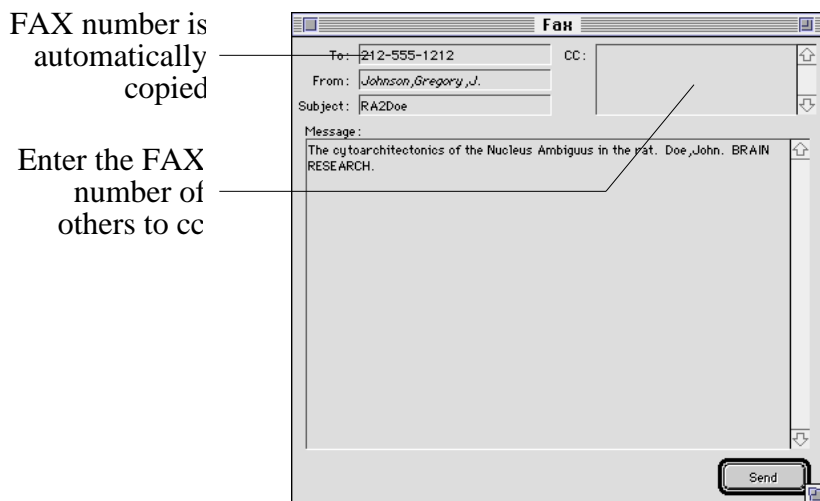 FAX number is
automatically
copied
Enter the FAX
number of
others to cc
Fax
To: 212-555-1212
CC:
From: Johnson,Gregory,J.
Subject: RA2Doe
Message:
The cytoarchitectonics of the Nucleus Ambiguus in the rat. Doe,John. BRAIN
RESEARCH.
Send